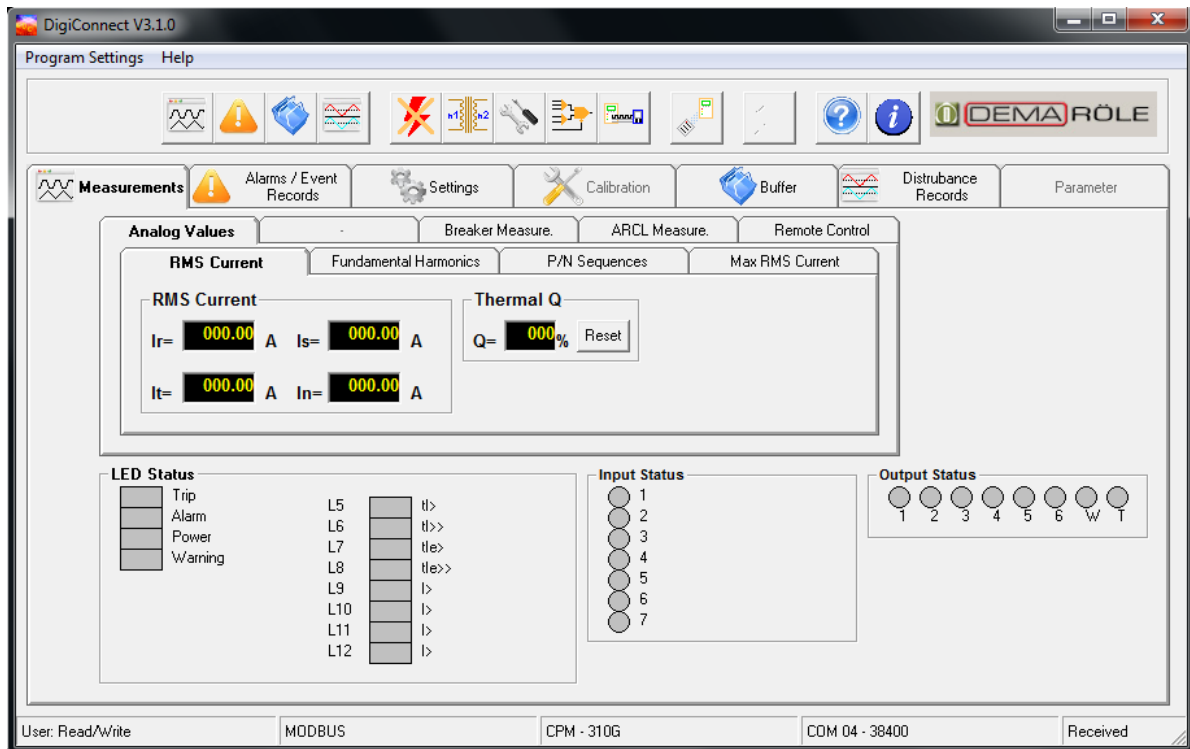 DigiConnect V3.1.0
Program Settings Help
h1 h2
DEMA RÖLE
Measurements
Alarms / Event
Records
Settings
Calibration
Buffer
Distrubance
Records
Parameter
Analog Values - Breaker Measure. ARCL Measure. Remote Control
RMS Current Fundamental Harmonics P/N Sequences Max RMS Current
RMS Current
Ir= 000.00 A Is= 000.00 A
It= 000.00 A In= 000.00 A
Thermal Q
Q= 000% Reset
LED Status
Trip
Alarm
Power
Warning
L5 tI>
L6 tI>>
L7 tIe>
L8 tIe>>
L9 I>
L10 I>
L11 I>
L12 I>
Input Status
1
2
3
4
5
6
7
Output Status
1 2 3 4 5 6 W T
User: Read/Write MODBUS CPM - 310G COM 04 - 38400 Received